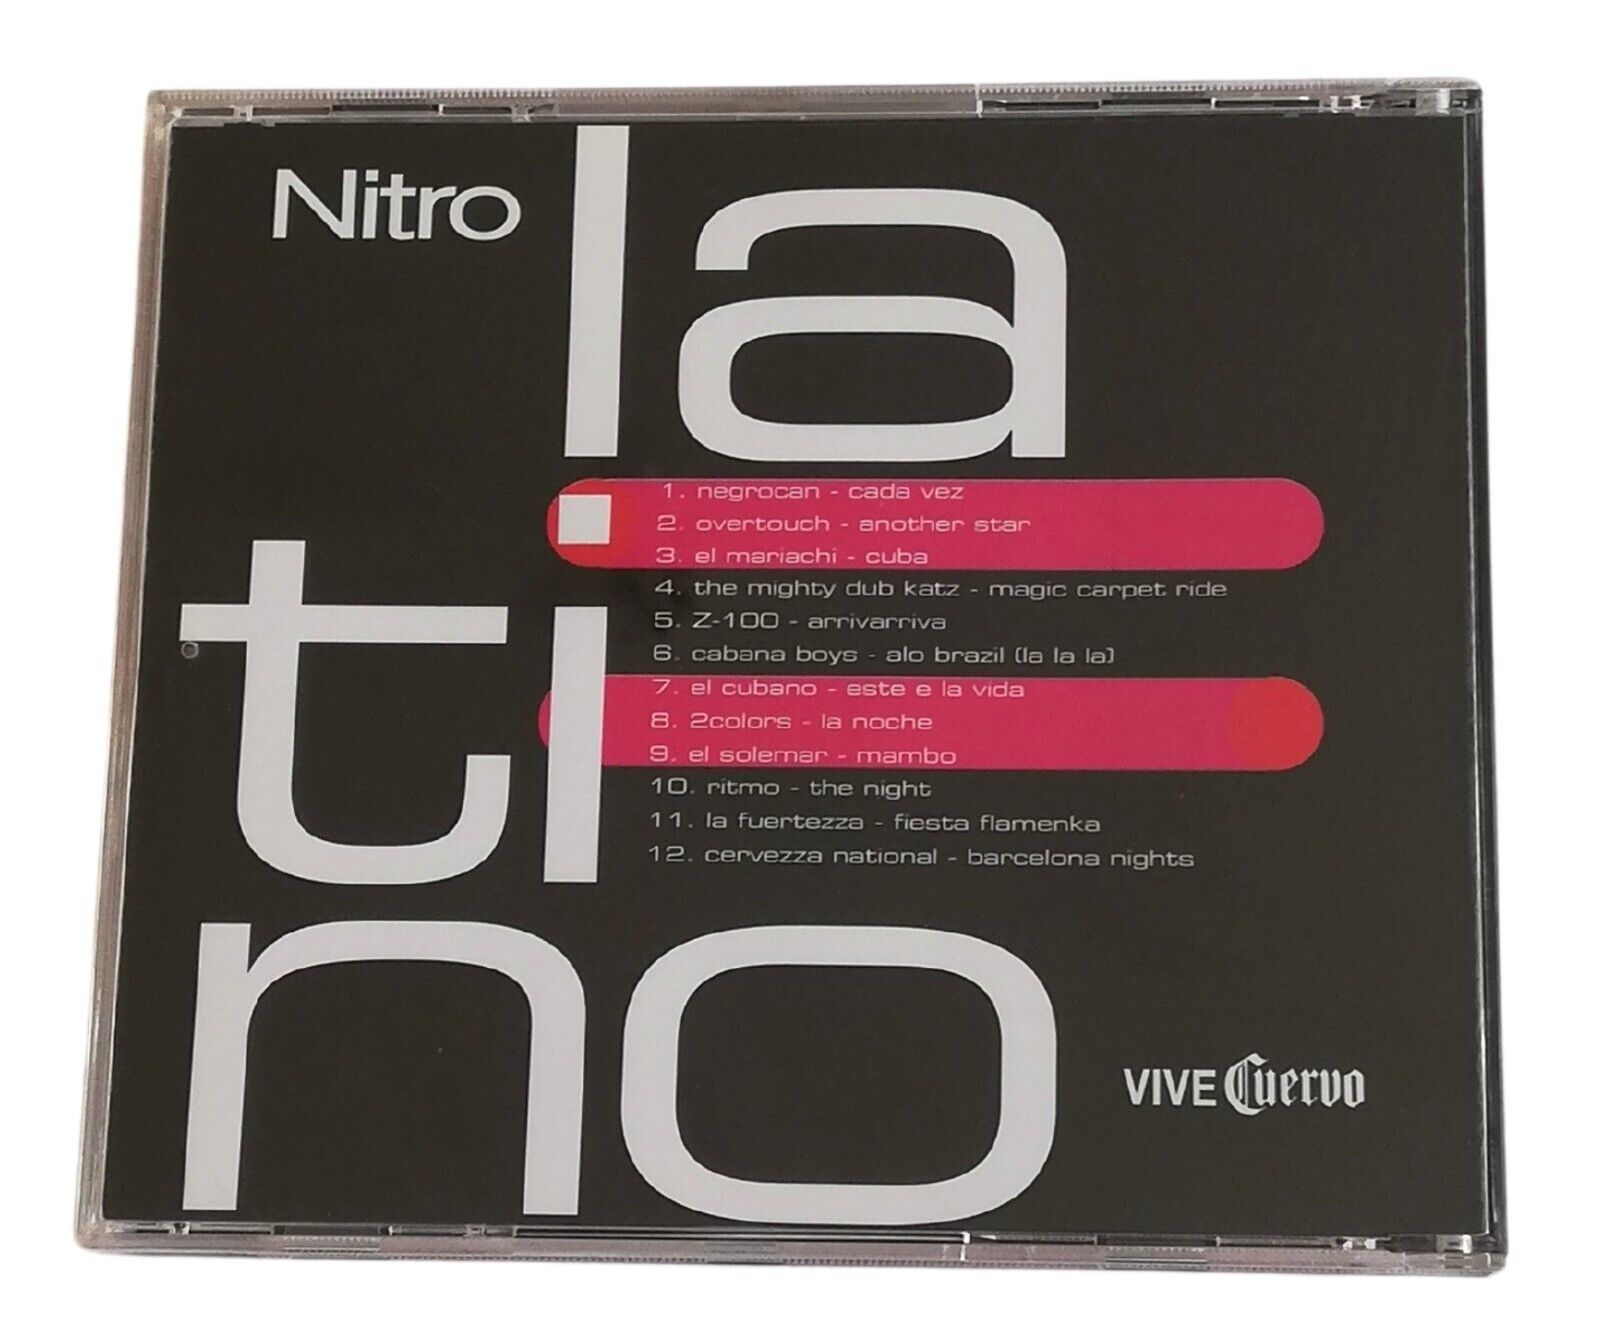 Nitro
la
ti
no
1. negrocan - cada vez
2. overtouch - another star
3. el mariachi - cuba
4. the mighty dub katz - magic carpet ride
5. Z-100 - arrivarriva
6. cabana boys - alo brazil (la la la)
7. el cubano - este e la vida
8. 2colors - la noche
9. el solemar - mambo
10. ritmo - the night
11. la fuertezza - fiesta flamenka
12. cervezza national - barcelona nights
VIVE Cuervo